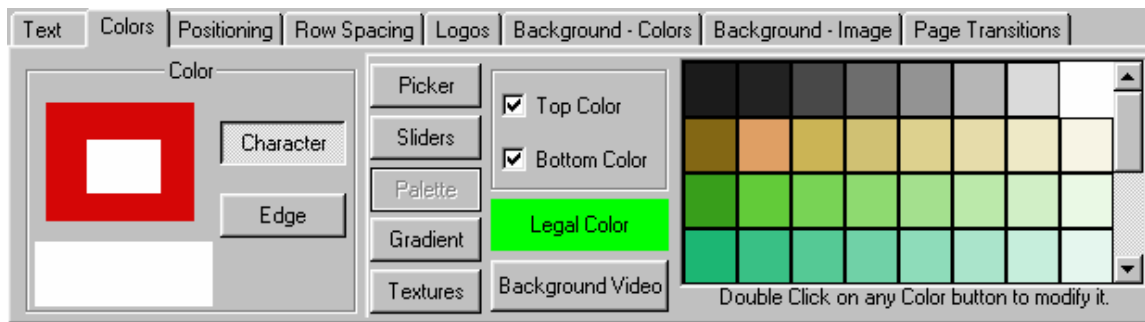 Text Colors Positioning Row Spacing Logos Background - Colors Background - Image Page Transitions
Color
Character
Edge
Picker
Sliders
Palette
Gradient
Textures
Top Color
Bottom Color
Legal Color
Background Video
Double Click on any Color button to modify it.